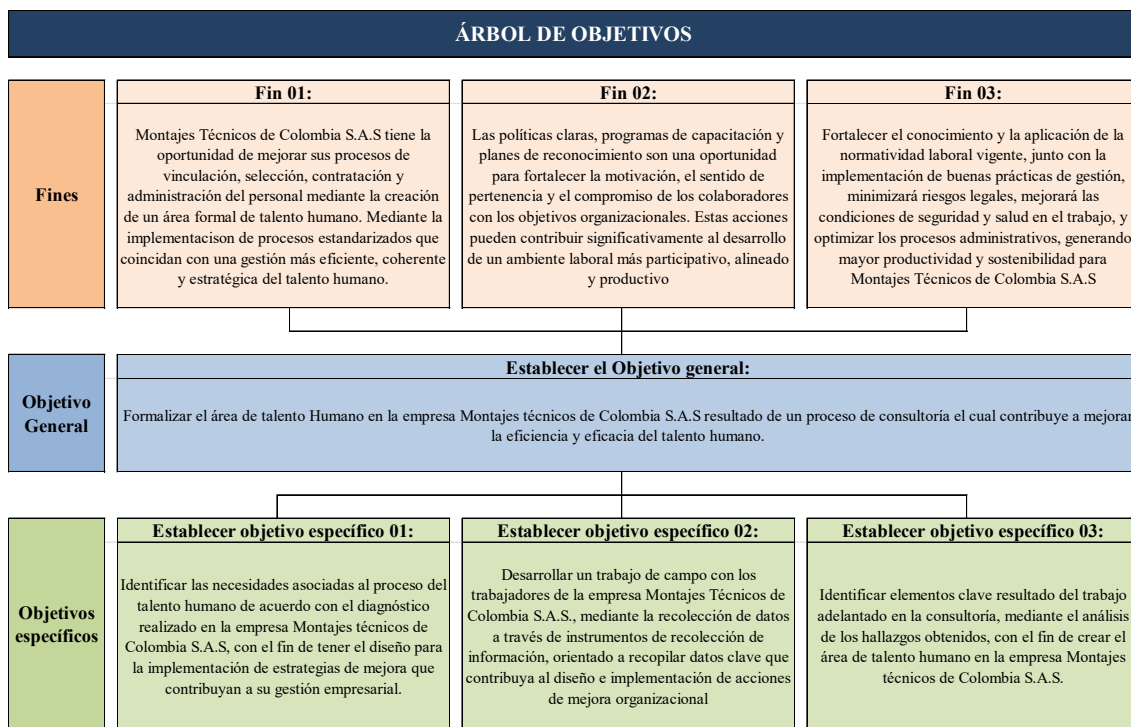 ÁRBOL DE OBJETIVOS
Fines
Fin 01:
Montajes Técnicos de Colombia S.A.S tiene la
oportunidad de mejorar sus procesos de
vinculación, selección, contratación y
administración del personal mediante la creación
de un área formal de talento humano. Mediante la
implementacison de procesos estandarizados que
coincidan con una gestión más eficiente, coherente
y estratégica del talento humano.
Fin 02:
Las políticas claras, programas de capacitación y
planes de reconocimiento son una oportunidad
para fortalecer la motivación, el sentido de
pertenencia y el compromiso de los colaboradores
con los objetivos organizacionales. Estas acciones
pueden contribuir significativamente al desarrollo
de un ambiente laboral más participativo, alineado
y productivo
Fin 03:
Fortalecer el conocimiento y la aplicación de la
normatividad laboral vigente, junto con la
implementación de buenas prácticas de gestión,
minimizará riesgos legales, mejorará las
condiciones de seguridad y salud en el trabajo, y
optimizar los procesos administrativos, generando
mayor productividad y sostenibilidad para
Montajes Técnicos de Colombia S.A.S
Objetivo
General
Establecer el Objetivo general:
Formalizar el área de talento Humano en la empresa Montajes técnicos de Colombia S.A.S resultado de un proceso de consultoría el cual contribuye a mejorar
la eficiencia y eficacia del talento humano.
Objetivos
específicos
Establecer objetivo específico 01:
Identificar las necesidades asociadas al proceso del
talento humano de acuerdo con el diagnóstico
realizado en la empresa Montajes técnicos de
Colombia S.A.S, con el fin de tener el diseño para
la implementación de estrategias de mejora que
contribuyan a su gestión empresarial.
Establecer objetivo específico 02:
Desarrollar un trabajo de campo con los
trabajadores de la empresa Montajes Técnicos de
Colombia S.A.S., mediante la recolección de datos
a través de instrumentos de recolección de
información, orientado a recopilar datos clave que
contribuya al diseño e implementación de acciones
de mejora organizacional
Establecer objetivo específico 03:
Identificar elementos clave resultado del trabajo
adelantado en la consultoría, mediante el análisis
de los hallazgos obtenidos, con el fin de crear el
área de talento humano en la empresa Montajes
técnicos de Colombia S.A.S.